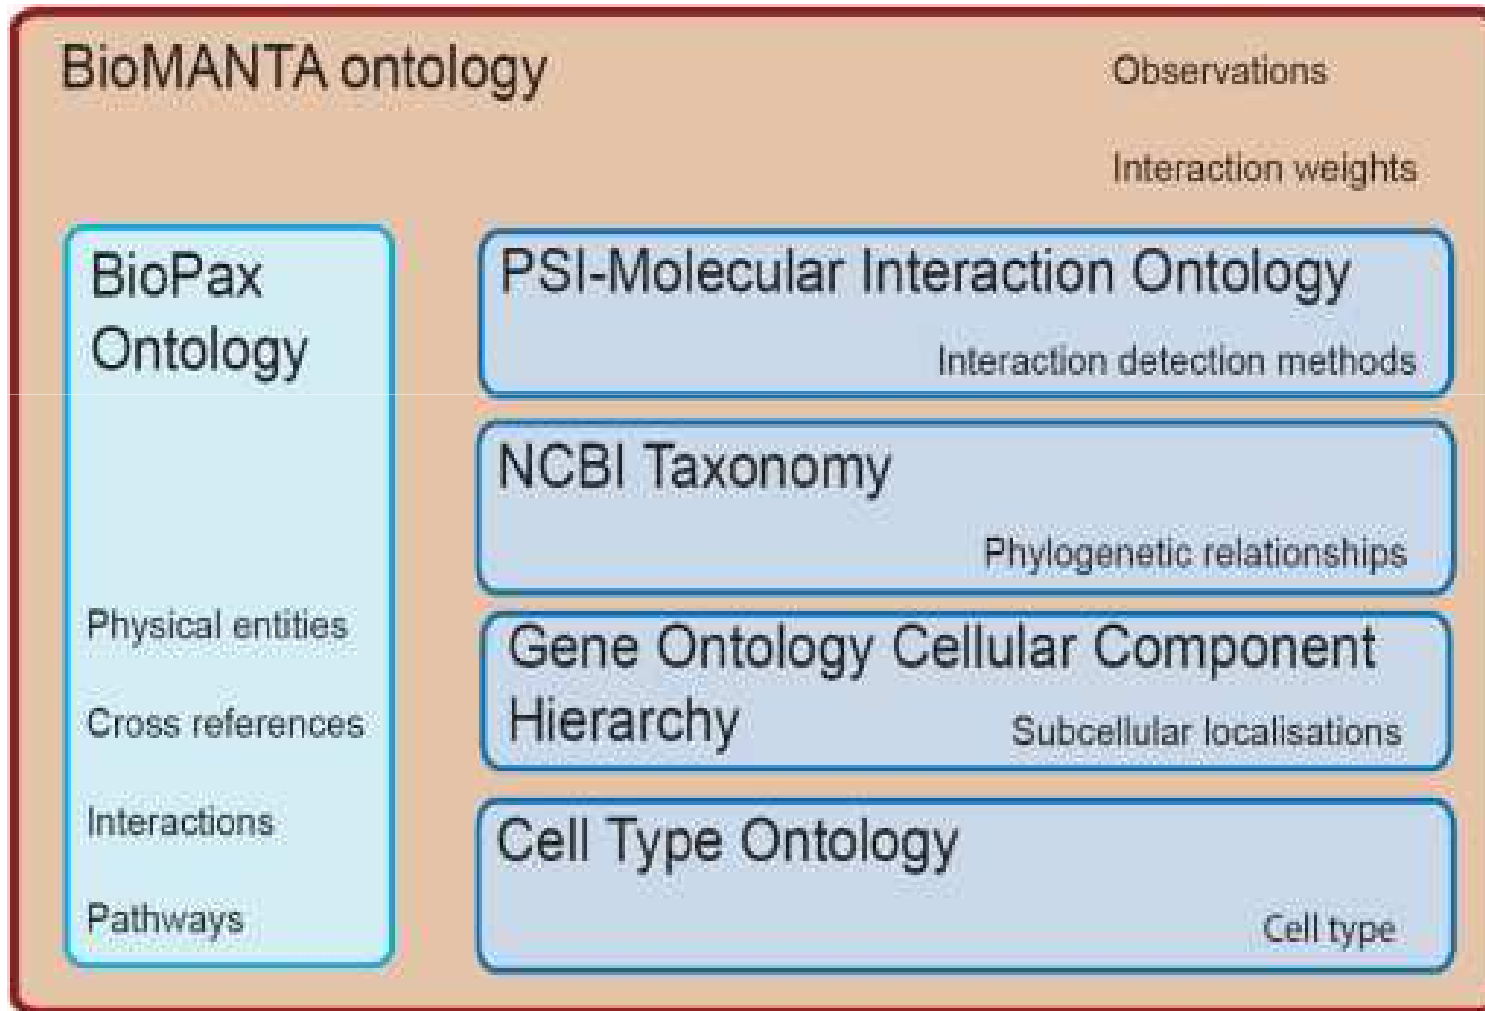 BioMANTA ontology
Observations
Interaction weights
BioPax
Ontology
Physical entities
Cross references
Interactions
Pathways
PSI-Molecular Interaction Ontology
Interaction detection methods
NCBI Taxonomy
Phylogenetic relationships
Gene Ontology Cellular Component
Hierarchy
Subcellular localisations
Cell Type Ontology
Cell type